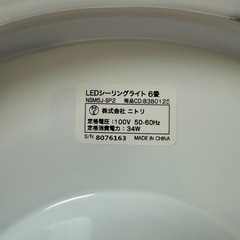 LEDシーリングライト 6畳
NSM6J-SP2 商品CD:8380125
株式会社 ニトリ
定格電圧:100V 50-60Hz
定格消費電力:34W
MADE IN CHINA
S/N. 8076163